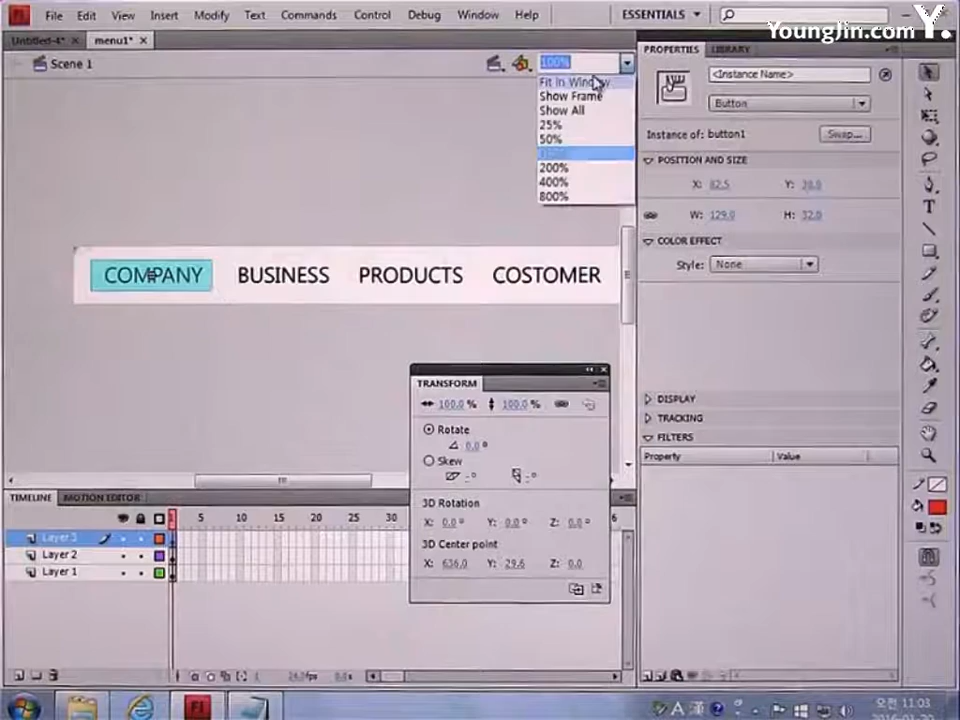 File Edit View Insert Modify Text Commands Control Debug Window Help
ESSENTIALS
YoungJin.com Y.
Untitled-4* ×
menu1* ×
Scene 1
100%
Fit in Window
Show Frame
Show All
25%
50%
200%
400%
800%
COMPANY BUSINESS PRODUCTS COSTOMER
TRANSFORM
100.0 % 100.0 %
Rotate
0.0 °
Skew
3D Rotation
X: 0.0 ° Y: 0.0 ° Z: 0.0 °
3D Center point
X: 636.0 Y: 29.6 Z: 0.0
PROPERTIES LIBRARY
<Instance Name>
Button
Instance of: button1
Swap...
POSITION AND SIZE
X: 82.5 Y:
W: 129.0 H: 32.0
COLOR EFFECT
Style: None
DISPLAY
TRACKING
FILTERS
Property Value
TIMELINE MOTION EDITOR
1 5 10 15 20 25 30
Layer 3
Layer 2
Layer 1
오전 11:03